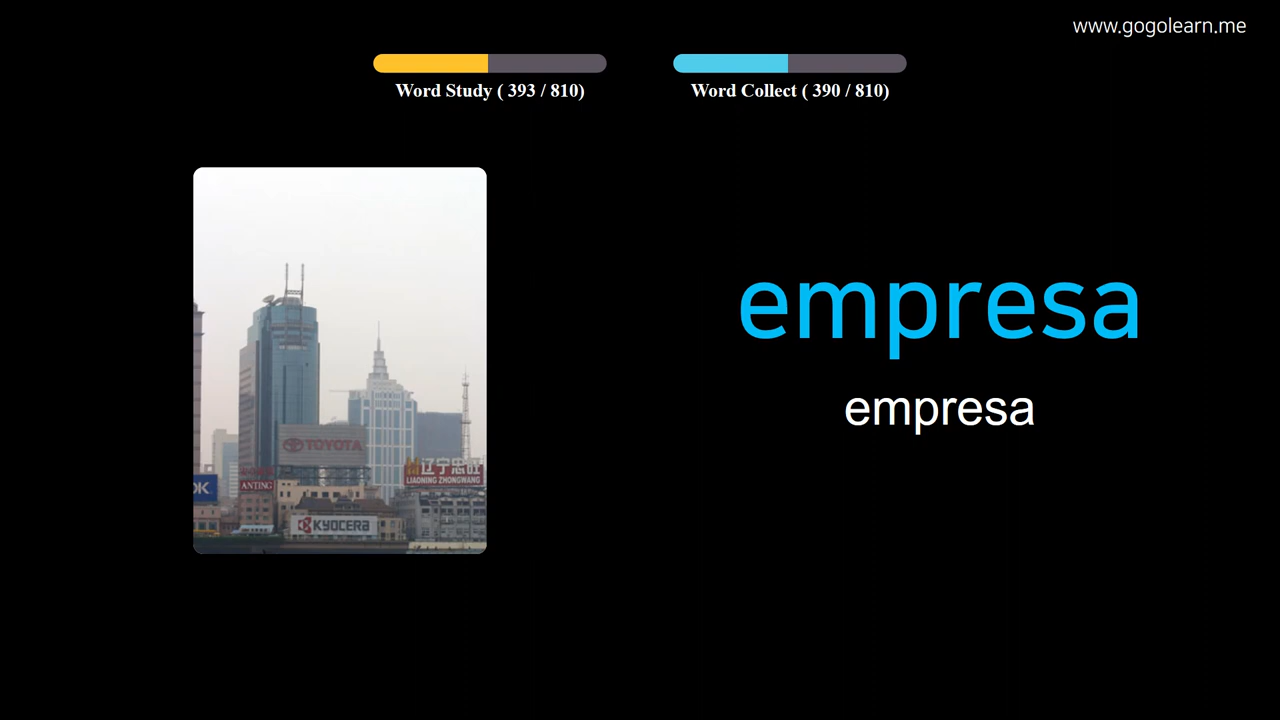 www.gogolearn.me
Word Study ( 393 / 810)
Word Collect ( 390 / 810)
empresa
empresa
TOYOTA
辽宁忠旺
LIAONING ZHONGWANG
OK
ANTING
KYOCERA